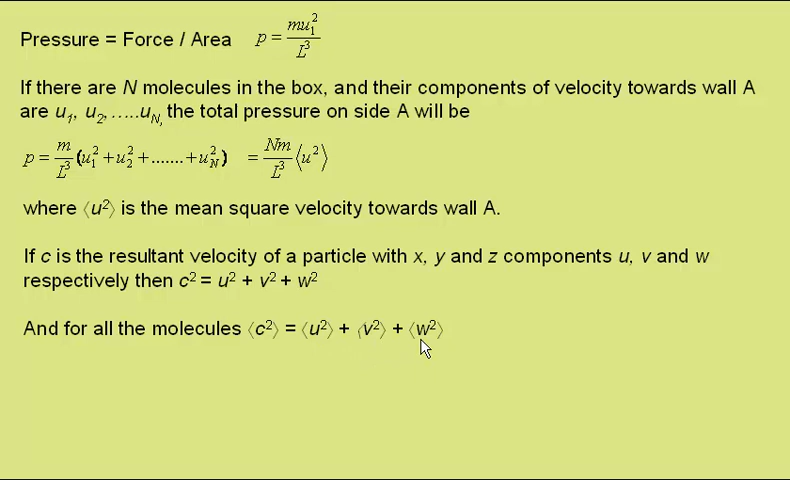 Pressure = Force / Area p = mu₁²/L³
If there are N molecules in the box, and their components of velocity towards wall A
are u₁, u₂,.....u_N, the total pressure on side A will be
p = m/L³ (u₁² + u₂² + ....... + u_N²) = Nm/L³ ⟨u²⟩
where ⟨u²⟩ is the mean square velocity towards wall A.
If c is the resultant velocity of a particle with x, y and z components u, v and w
respectively then c² = u² + v² + w²
And for all the molecules ⟨c²⟩ = ⟨u²⟩ + ⟨v²⟩ + ⟨w²⟩